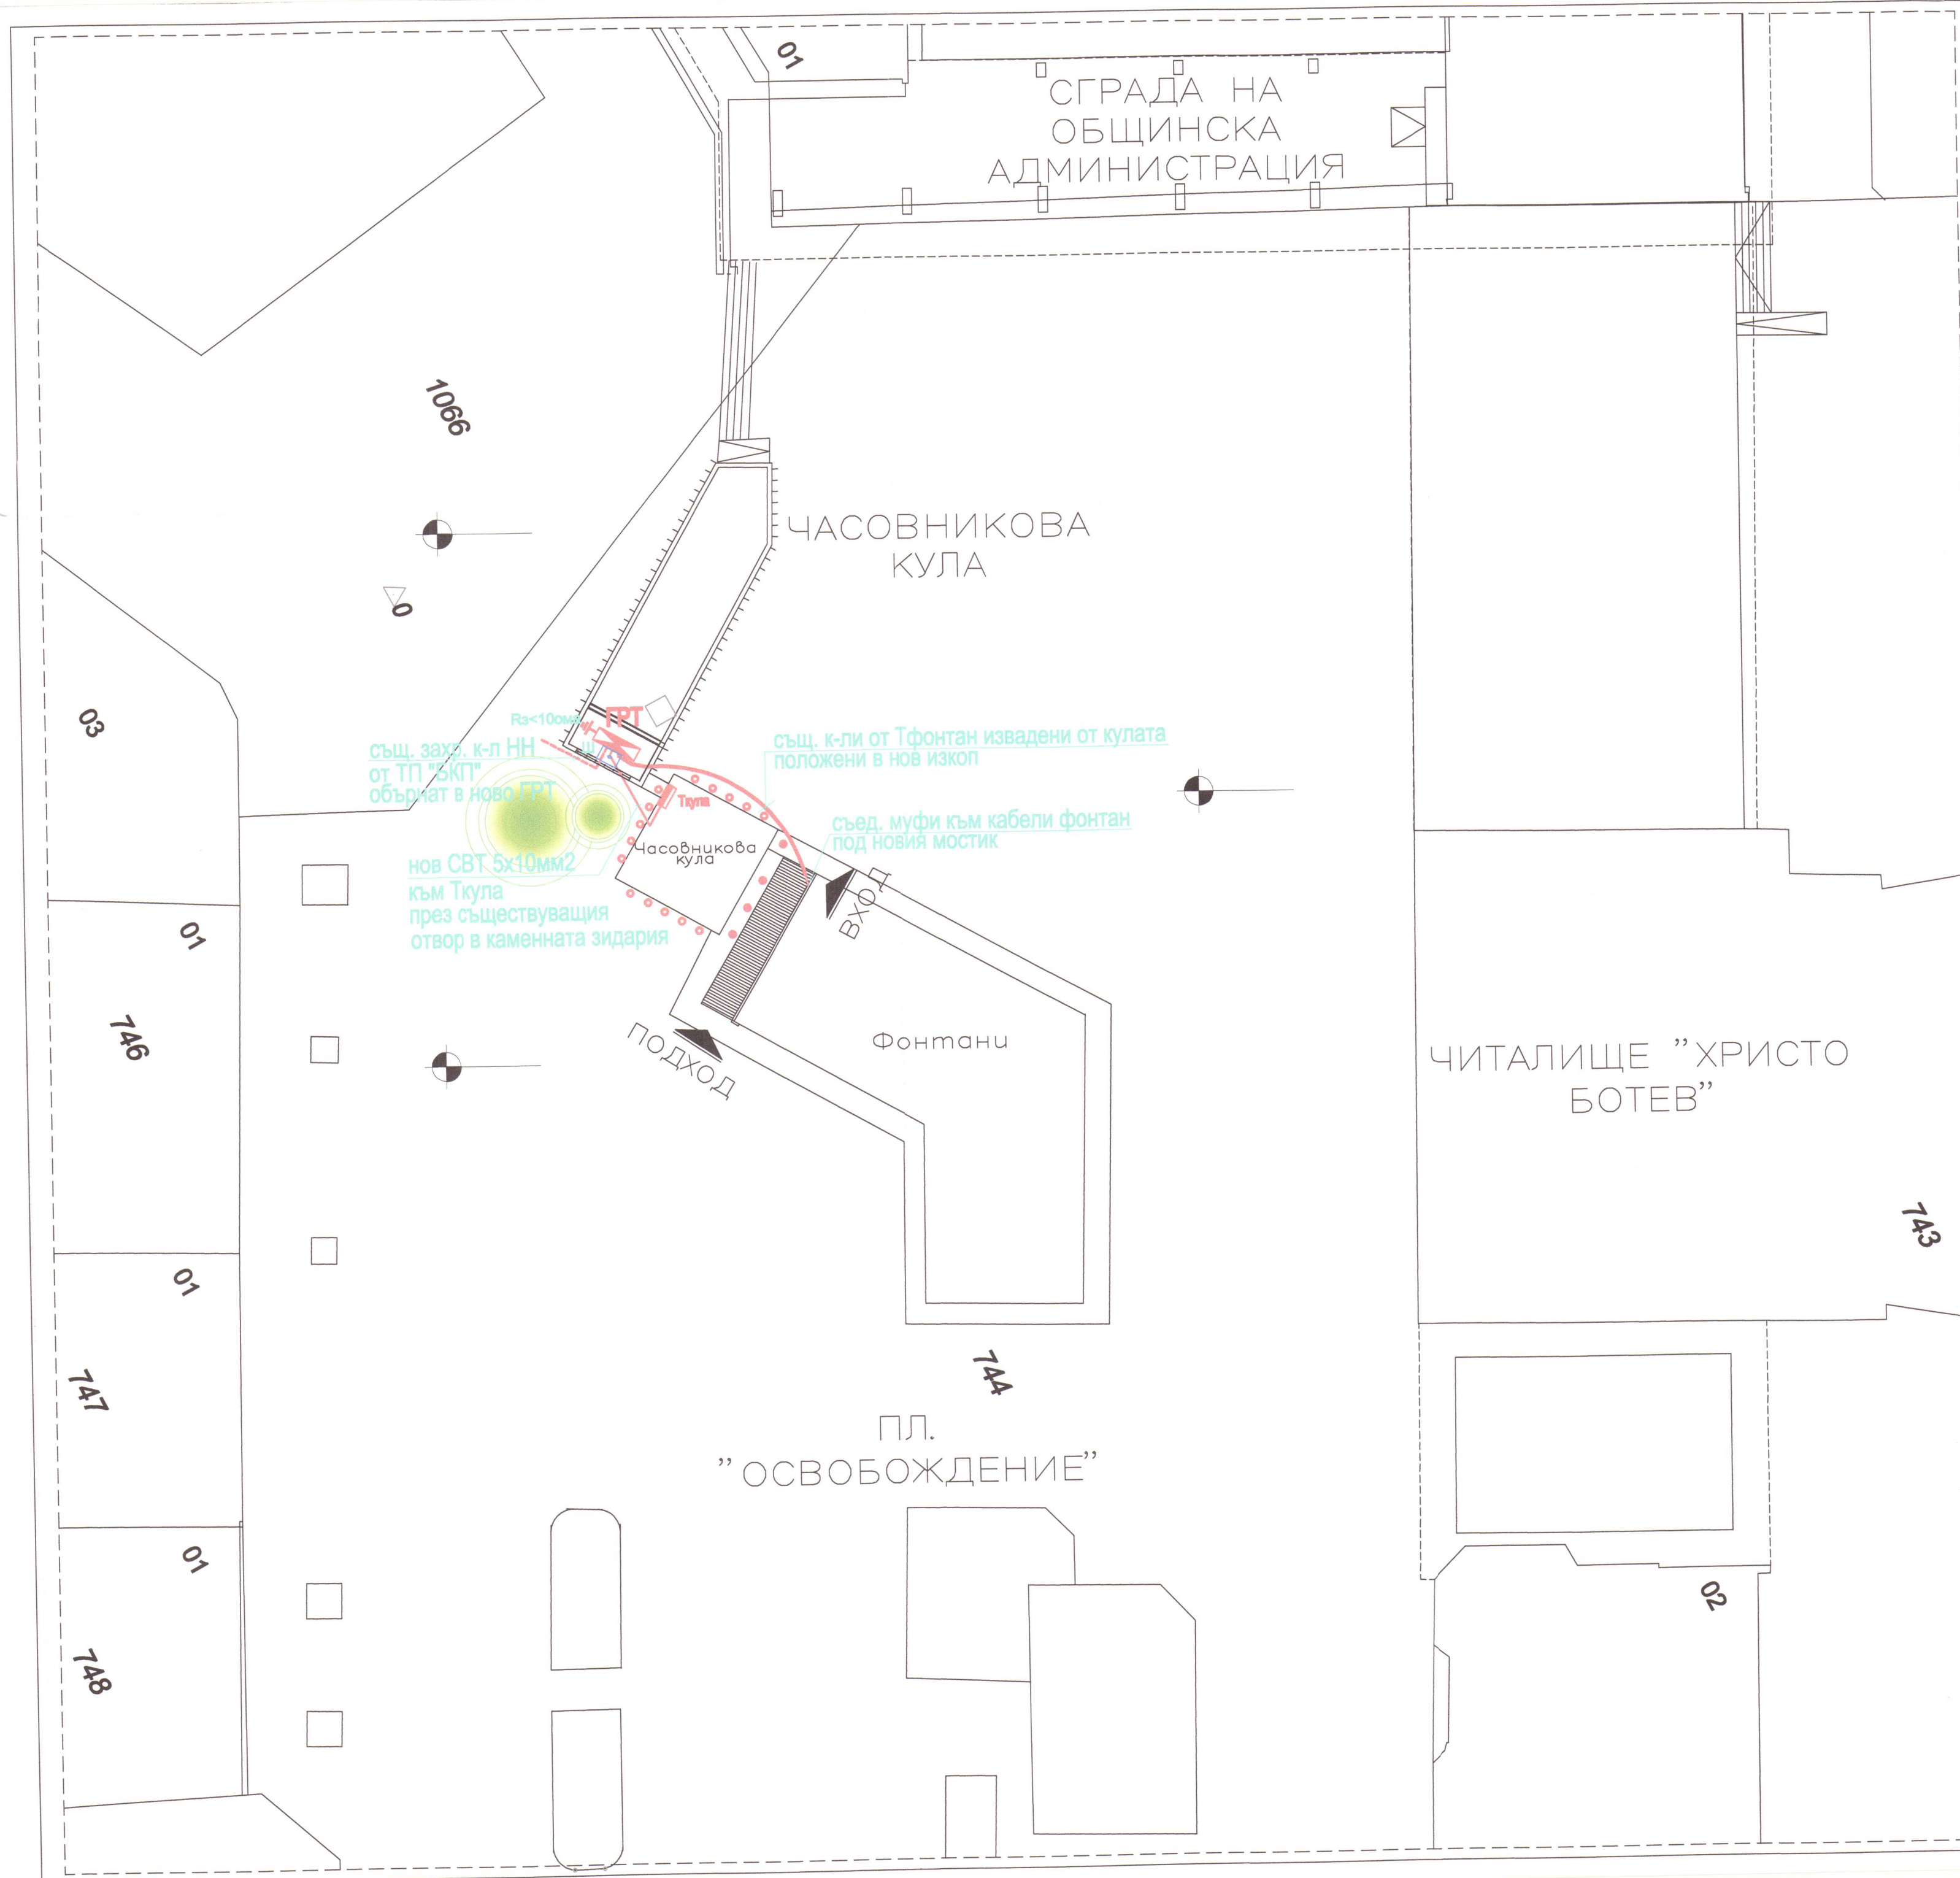 01
СГРАДА НА
ОБЩИНСКА
АДМИНИСТРАЦИЯ
1066
ЧАСОВНИКОВА
КУЛА
0
03
Rз<10ома
ГРТ
същ. захр. к-л НН
от ТП "БКП"
обърнат в ново ГРТ
Ш
същ. к-ли от Тфонтан извадени от кулата
положени в нов изкоп
Ткула
съед. муфи към кабели фонтан
под новия мостик
Часовникова
кула
нов СВТ 5х10мм2
към Ткула
през съществуващия
отвор в каменната зидария
ВХОД
01
746
ПОДХОД
Фонтани
ЧИТАЛИЩЕ "ХРИСТО
БОТЕВ"
743
01
747
744
ПЛ.
"ОСВОБОЖДЕНИЕ"
01
02
748